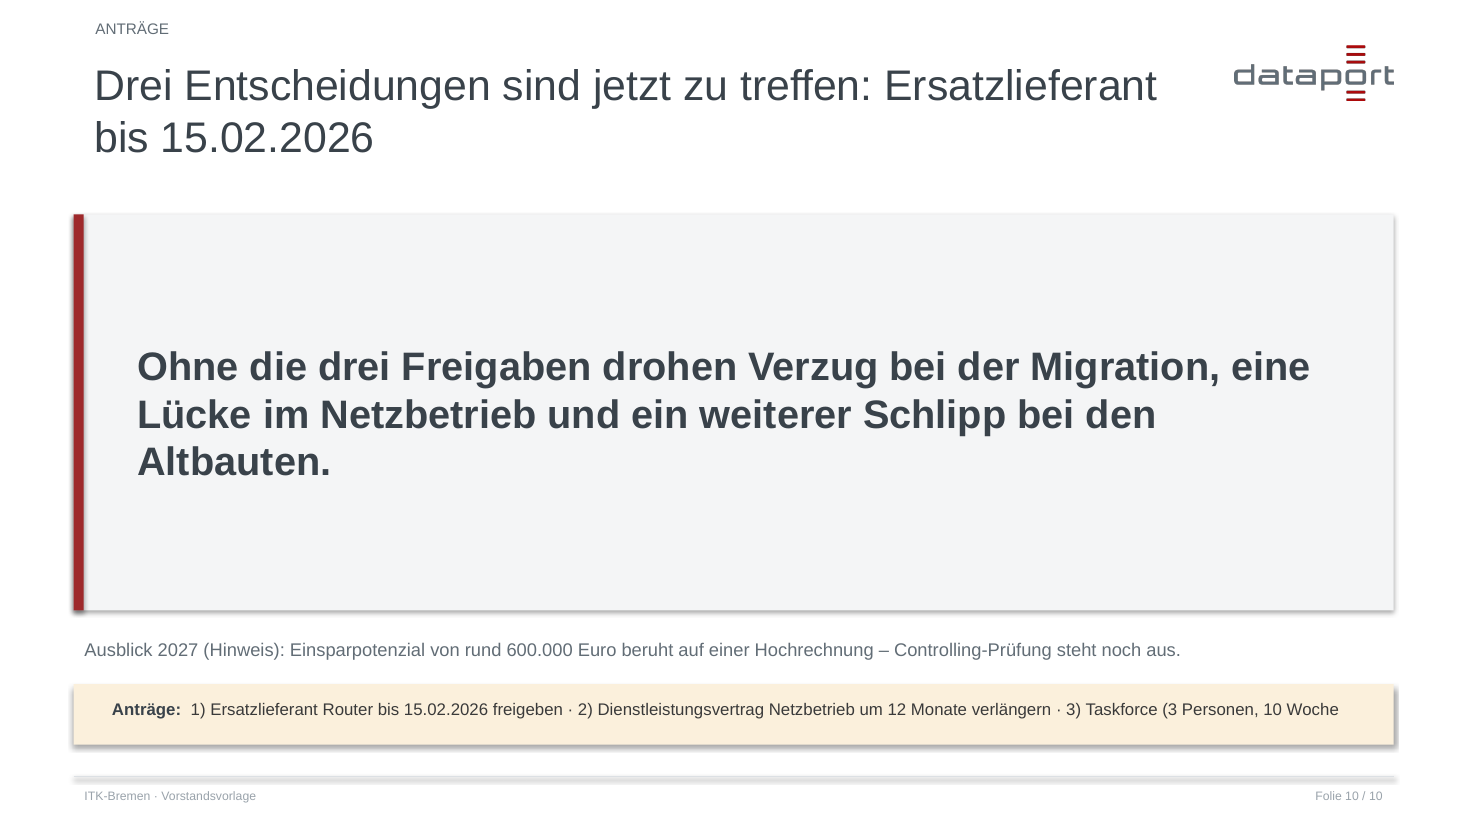 ANTRÄGE
Drei Entscheidungen sind jetzt zu treffen: Ersatzlieferant
bis 15.02.2026
dataport
Ohne die drei Freigaben drohen Verzug bei der Migration, eine
Lücke im Netzbetrieb und ein weiterer Schlipp bei den
Altbauten.
Ausblick 2027 (Hinweis): Einsparpotenzial von rund 600.000 Euro beruht auf einer Hochrechnung – Controlling-Prüfung steht noch aus.
Anträge: 1) Ersatzlieferant Router bis 15.02.2026 freigeben · 2) Dienstleistungsvertrag Netzbetrieb um 12 Monate verlängern · 3) Taskforce (3 Personen, 10 Woche
ITK-Bremen · Vorstandsvorlage
Folie 10 / 10